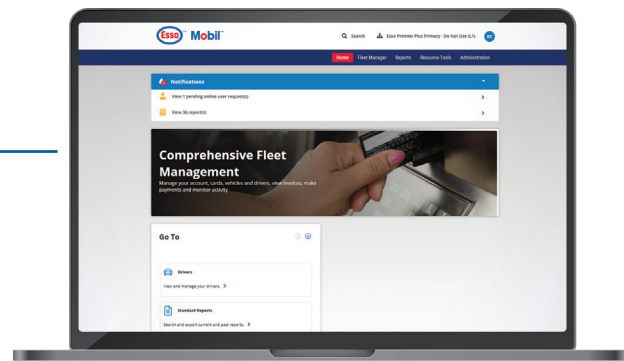 Esso Mobil
Search Esso Premier Plus Primary - Do Not Use (L1) RC
Home Fleet Manager Reports Resource Tools Administration
Notifications
View 1 pending online user request(s)
View 36 report(s)
Comprehensive Fleet
Management
Manage your account, cards, vehicles and drivers, view invoices, make
payments and monitor activity.
Go To
Drivers
View and manage your drivers.
Standard Reports
Search and export current and past reports.